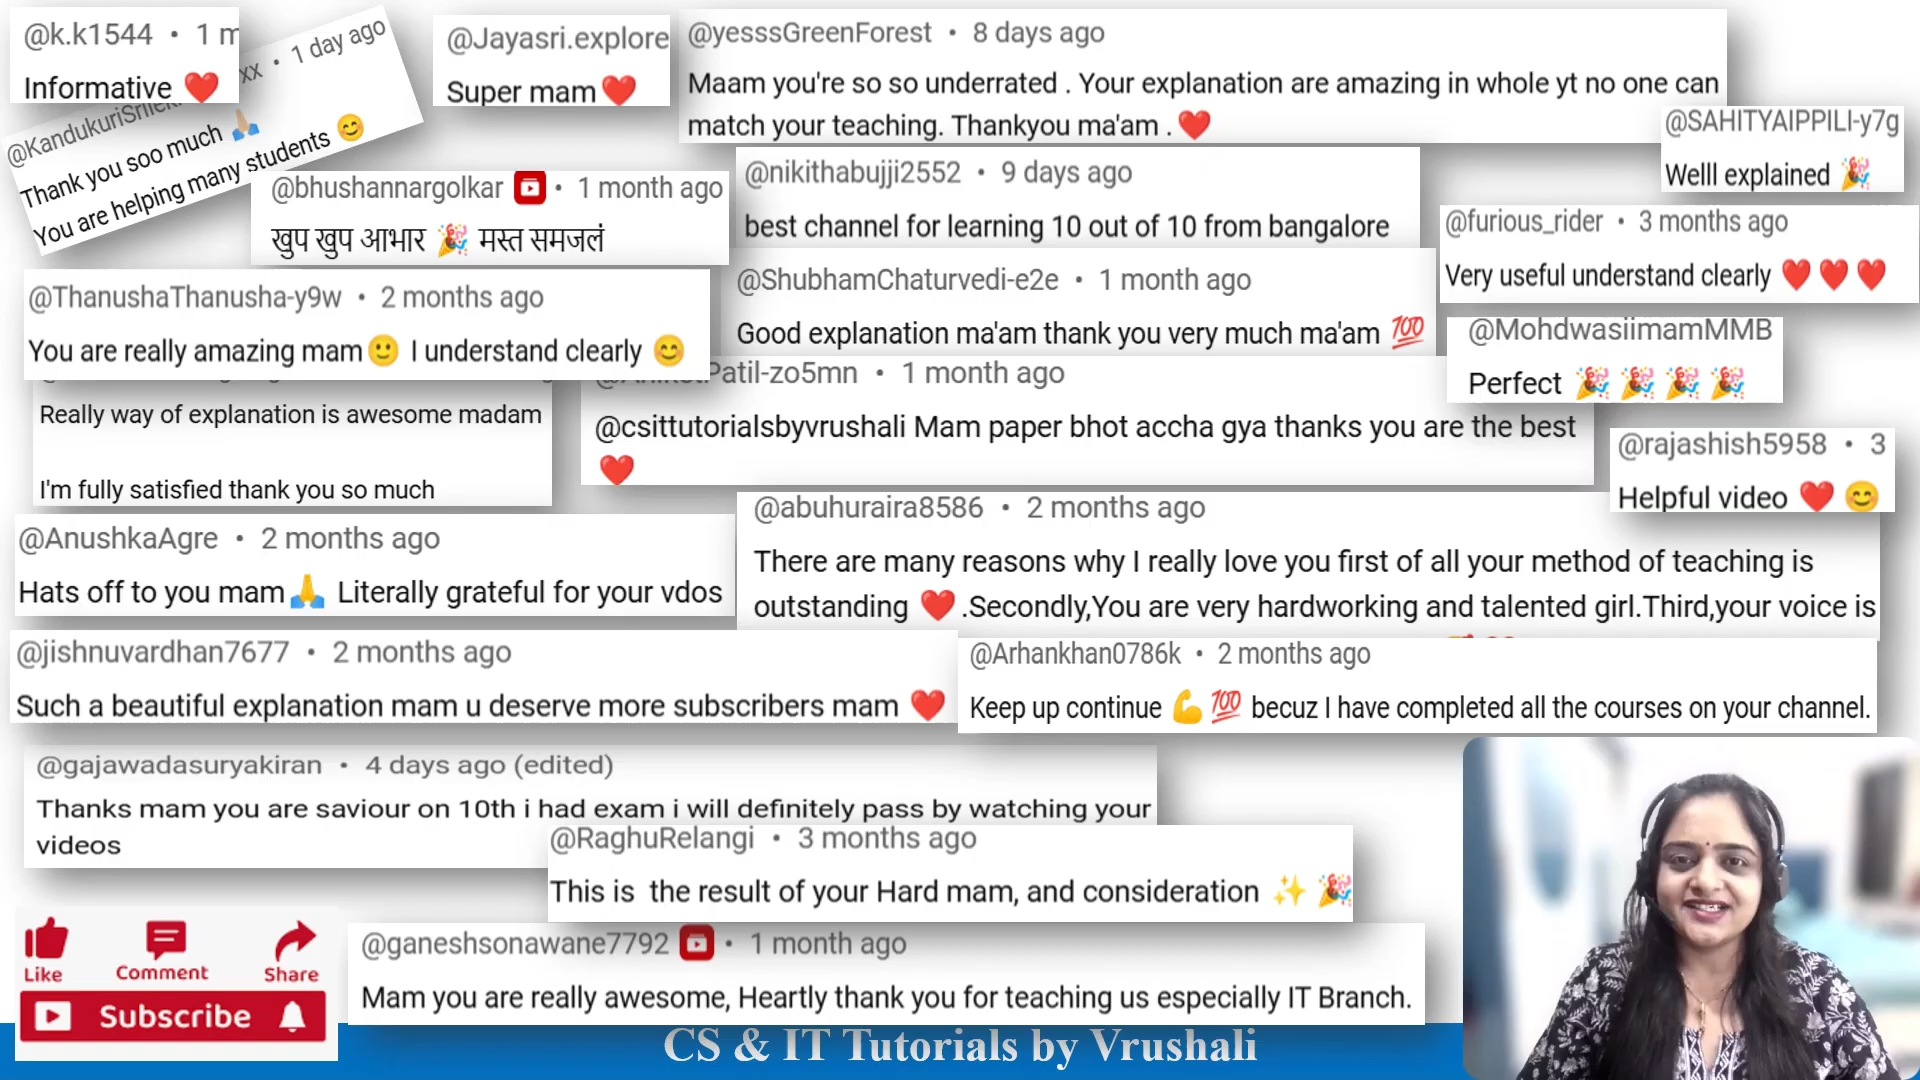 @k.k1544 • 1 m
Informative ❤️
xx • 1 day ago
Thank you soo much 🙏🏼
You are helping many students 😊
@Jayasri.explore
Super mam❤️
@yesssGreenForest • 8 days ago
Maam you're so so underrated . Your explanation are amazing in whole yt no one can
match your teaching. Thankyou ma'am .❤️
@SAHITYAIPPILI-y7g
Welll explained 🎉
@bhushannargolkar • 1 month ago
खुप खुप आभार 🎉 मस्त समजलं
@nikithabujji2552 • 9 days ago
best channel for learning 10 out of 10 from bangalore
@furious_rider • 3 months ago
Very useful understand clearly ❤️❤️❤️
@ThanushaThanusha-y9w • 2 months ago
You are really amazing mam🙂 I understand clearly 😊
@ShubhamChaturvedi-e2e • 1 month ago
Good explanation ma'am thank you very much ma'am 💯
@MohdwasiimamMMB
Perfect 🎉🎉🎉🎉
Really way of explanation is awesome madam
I'm fully satisfied thank you so much
Patil-zo5mn • 1 month ago
@csittutorialsbyvrushali Mam paper bhot accha gya thanks you are the best
❤️
@rajashish5958 • 3
Helpful video ❤️😊
@AnushkaAgre • 2 months ago
Hats off to you mam🙏 Literally grateful for your vdos
@abuhuraira8586 • 2 months ago
There are many reasons why I really love you first of all your method of teaching is
outstanding ❤️.Secondly,You are very hardworking and talented girl.Third,your voice is
@jishnuvardhan7677 • 2 months ago
Such a beautiful explanation mam u deserve more subscribers mam ❤️
@Arhankhan0786k • 2 months ago
Keep up continue 💪💯 becuz I have completed all the courses on your channel.
@gajawadasuryakiran • 4 days ago (edited)
Thanks mam you are saviour on 10th i had exam i will definitely pass by watching your
videos
@RaghuRelangi • 3 months ago
This is the result of your Hard mam, and consideration ✨🎉
@ganeshsonawane7792 • 1 month ago
Mam you are really awesome, Heartly thank you for teaching us especially IT Branch.
Like
Comment
Share
Subscribe
CS & IT Tutorials by Vrushali